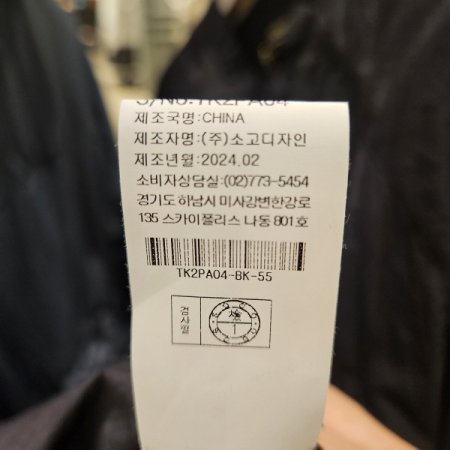 S/No.:TK2PA04
제조국명:CHINA
제조자명:(주)소고디자인
제조년월:2024.02
소비자상담실:(02)773-5454
경기도 하남시 미사강변한강로
135 스카이폴리스 나동 801호
TK2PA04-BK-55
검사필
1